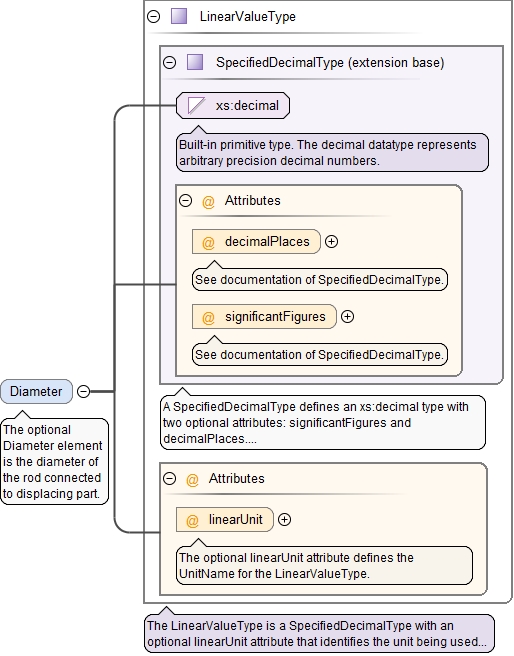 LinearValueType
SpecifiedDecimalType (extension base)
xs:decimal
Built-in primitive type. The decimal datatype represents
arbitrary precision decimal numbers.
@ Attributes
@ decimalPlaces
See documentation of SpecifiedDecimalType.
@ significantFigures
See documentation of SpecifiedDecimalType.
Diameter
The optional
Diameter element
is the diameter of
the rod connected
to displacing part.
A SpecifiedDecimalType defines an xs:decimal type with
two optional attributes: significantFigures and
decimalPlaces....
@ Attributes
@ linearUnit
The optional linearUnit attribute defines the
UnitName for the LinearValueType.
The LinearValueType is a SpecifiedDecimalType with an
optional linearUnit attribute that identifies the unit being used...